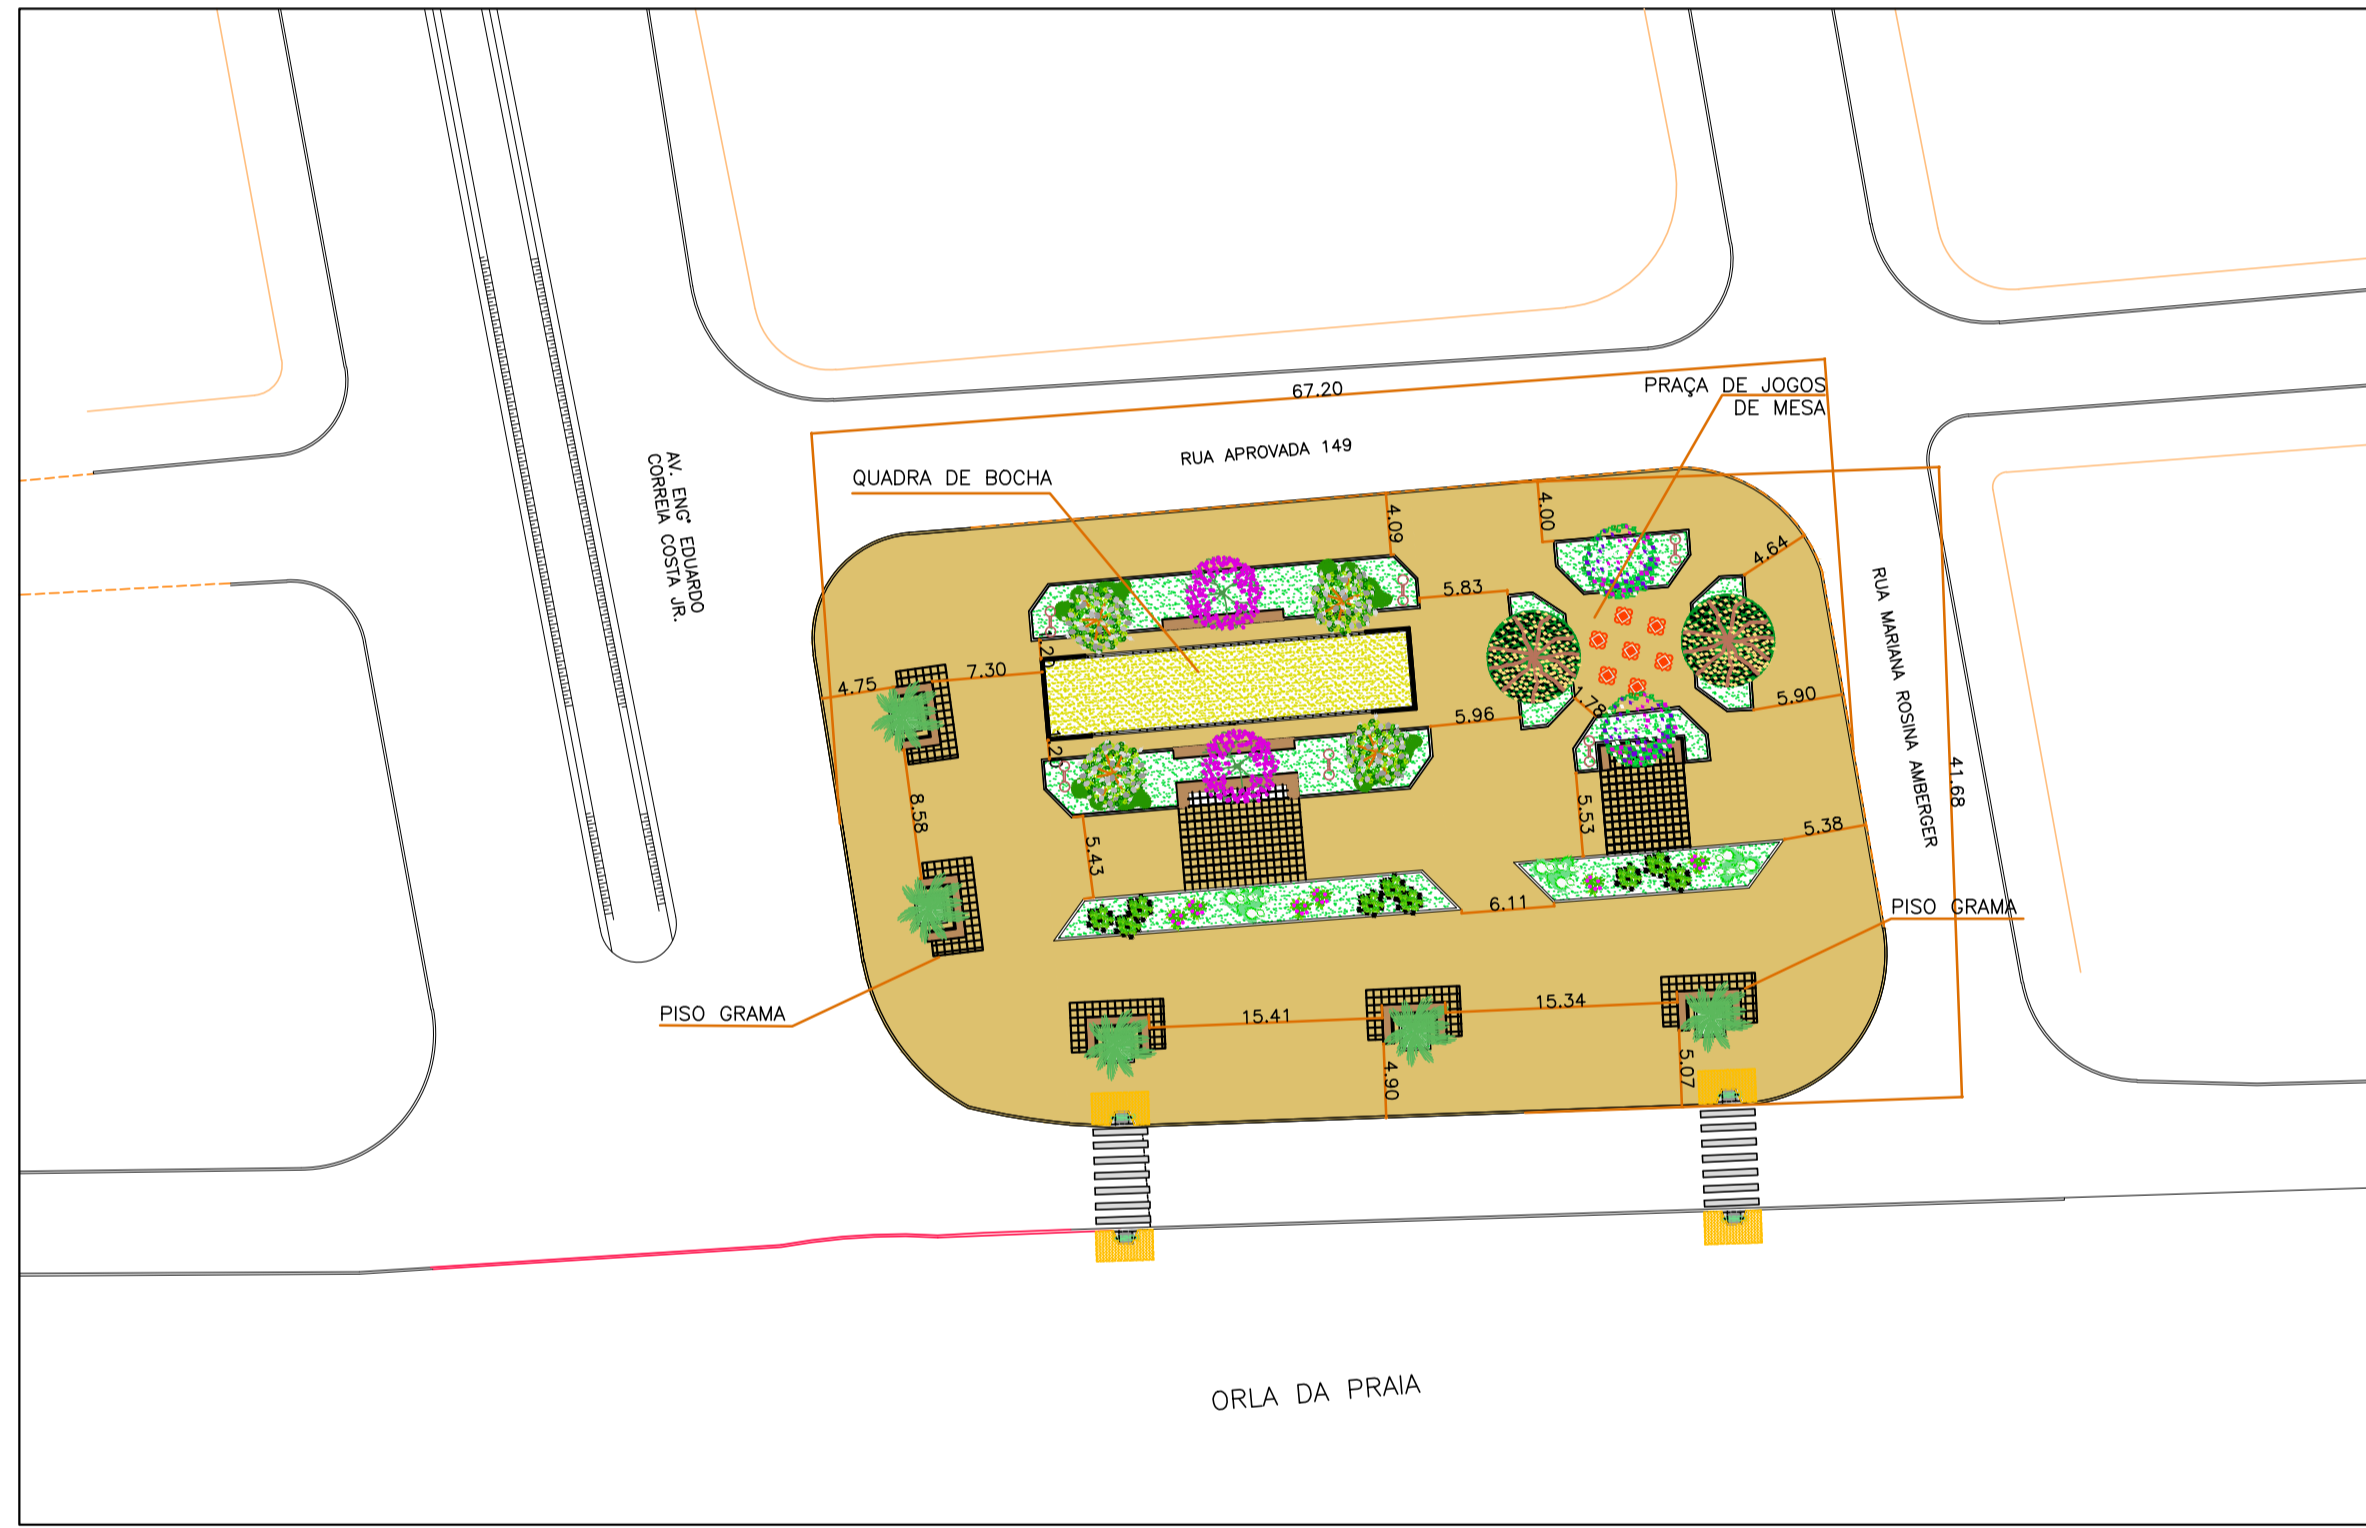 67.20
PRAÇA DE JOGOS
DE MESA
RUA APROVADA 149
QUADRA DE BOCHA
AV. ENGº EDUARDO
CORREIA COSTA JR.
4.09
4.00
4.64
5.83
7.30
4.75
5.96
1.78
5.90
RUA MARIANA ROSINA AMBERGER
41.68
8.58
5.43
5.53
5.38
6.11
PISO GRAMA
PISO GRAMA
15.41
15.34
4.90
5.07
ORLA DA PRAIA